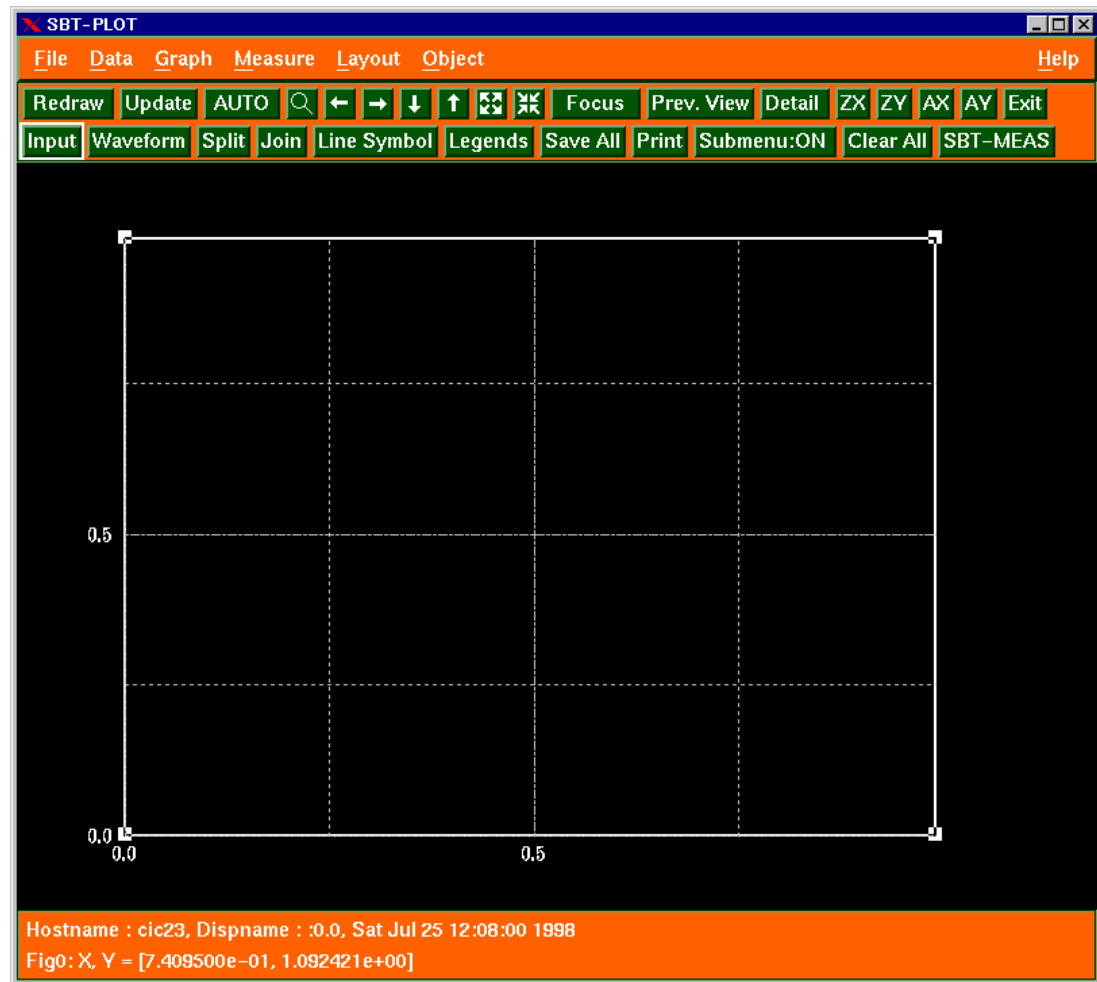 SBT-PLOT
File Data Graph Measure Layout Object Help
Redraw Update AUTO Focus Prev. View Detail ZX ZY AX AY Exit
Input Waveform Split Join Line Symbol Legends Save All Print Submenu:ON Clear All SBT-MEAS
0.5
0.0
0.0 0.5
Hostname : cic23, Dispname : :0.0, Sat Jul 25 12:08:00 1998
Fig0: X, Y = [7.409500e-01, 1.092421e+00]